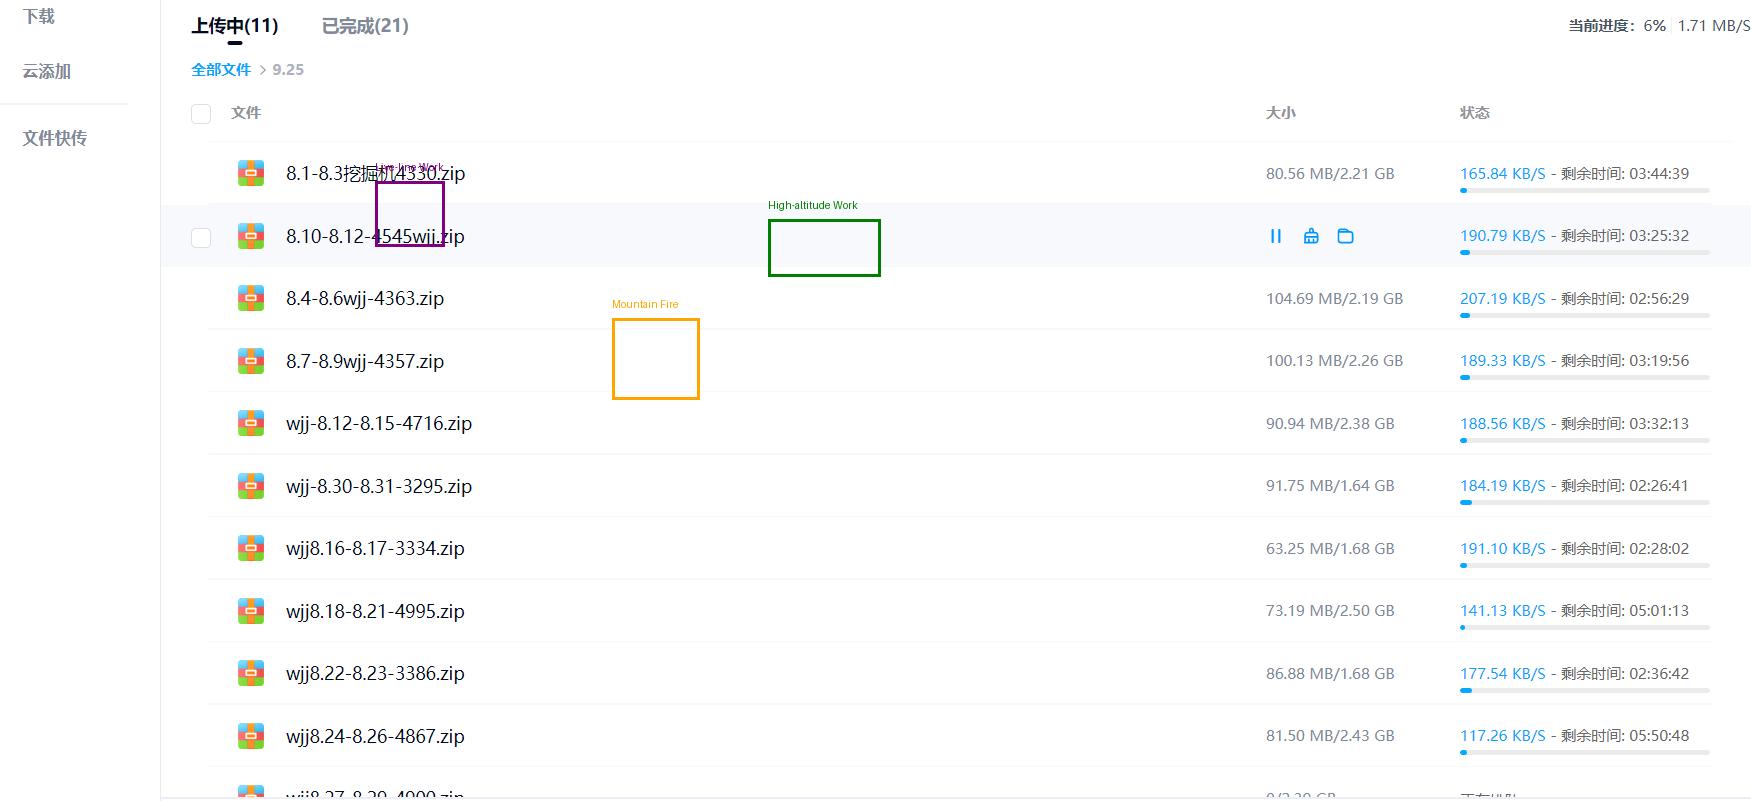 下载
云添加
文件快传
上传中(11) 已完成(21) 当前进度: 6% 1.71 MB/S
全部文件 > 9.25
文件 大小 状态
Live-line Work
8.1-8.3挖掘机4330.zip 80.56 MB/2.21 GB 165.84 KB/S - 剩余时间: 03:44:39
High-altitude Work
8.10-8.12-4545wjj.zip 190.79 KB/S - 剩余时间: 03:25:32
8.4-8.6wjj-4363.zip 104.69 MB/2.19 GB 207.19 KB/S - 剩余时间: 02:56:29
Mountain Fire
8.7-8.9wjj-4357.zip 100.13 MB/2.26 GB 189.33 KB/S - 剩余时间: 03:19:56
wjj-8.12-8.15-4716.zip 90.94 MB/2.38 GB 188.56 KB/S - 剩余时间: 03:32:13
wjj-8.30-8.31-3295.zip 91.75 MB/1.64 GB 184.19 KB/S - 剩余时间: 02:26:41
wjj8.16-8.17-3334.zip 63.25 MB/1.68 GB 191.10 KB/S - 剩余时间: 02:28:02
wjj8.18-8.21-4995.zip 73.19 MB/2.50 GB 141.13 KB/S - 剩余时间: 05:01:13
wjj8.22-8.23-3386.zip 86.88 MB/1.68 GB 177.54 KB/S - 剩余时间: 02:36:42
wjj8.24-8.26-4867.zip 81.50 MB/2.43 GB 117.26 KB/S - 剩余时间: 05:50:48